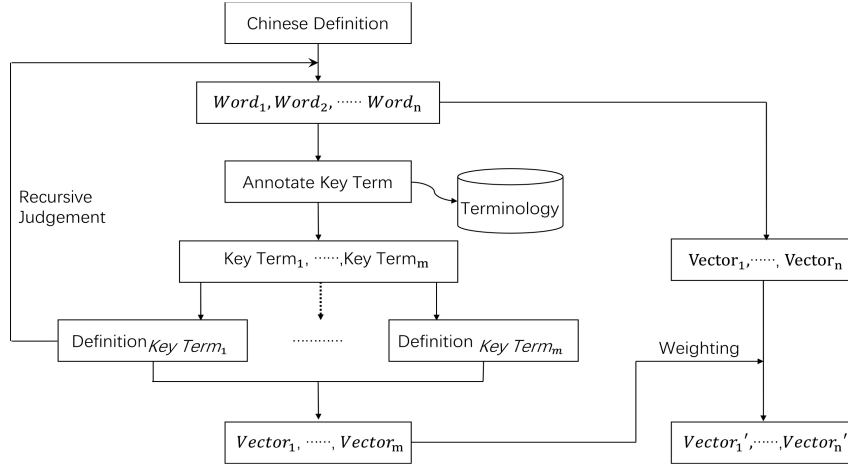 Chinese Definition
Word₁, Word₂, ······ Wordₙ
Annotate Key Term
Terminology
Recursive
Judgement
Key Term₁, ······,Key Termₘ
Vector₁,······, Vectorₙ
Definition Key Term₁
············
Definition Key Termₘ
Weighting
Vector₁, ······, Vectorₘ
Vector₁′,······,Vectorₙ′